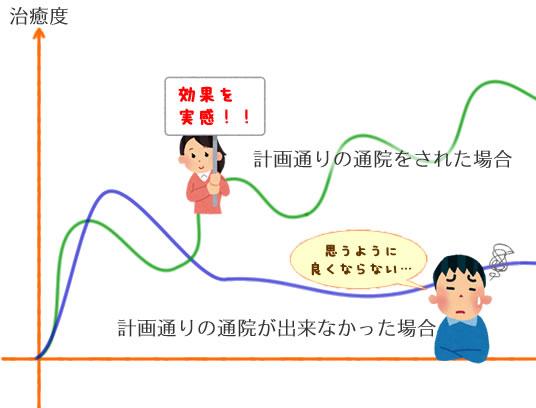 治癒度
効果を
実感！！
計画通りの通院をされた場合
思うように
良くならない…
計画通りの通院が出来なかった場合